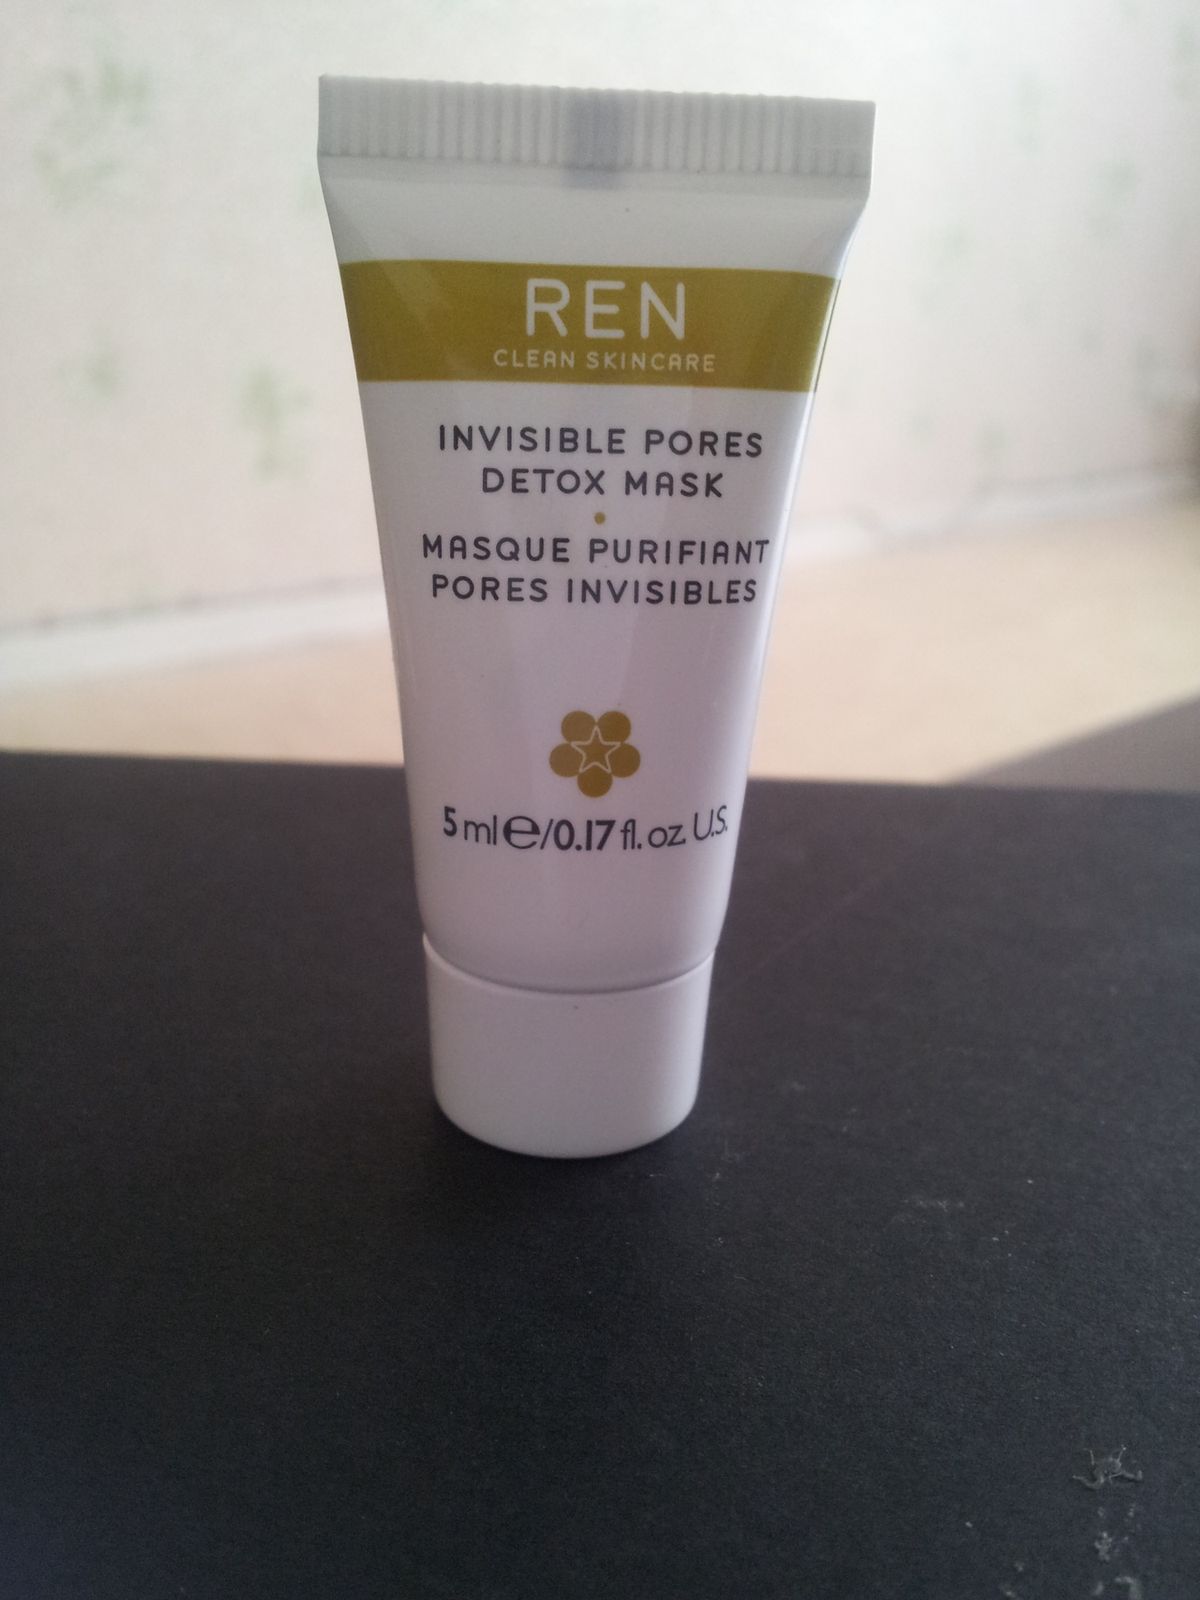 REN
CLEAN SKINCARE
INVISIBLE PORES
DETOX MASK
•
MASQUE PURIFIANT
PORES INVISIBLES
5 ml e/0.17 fl. oz. U.S.